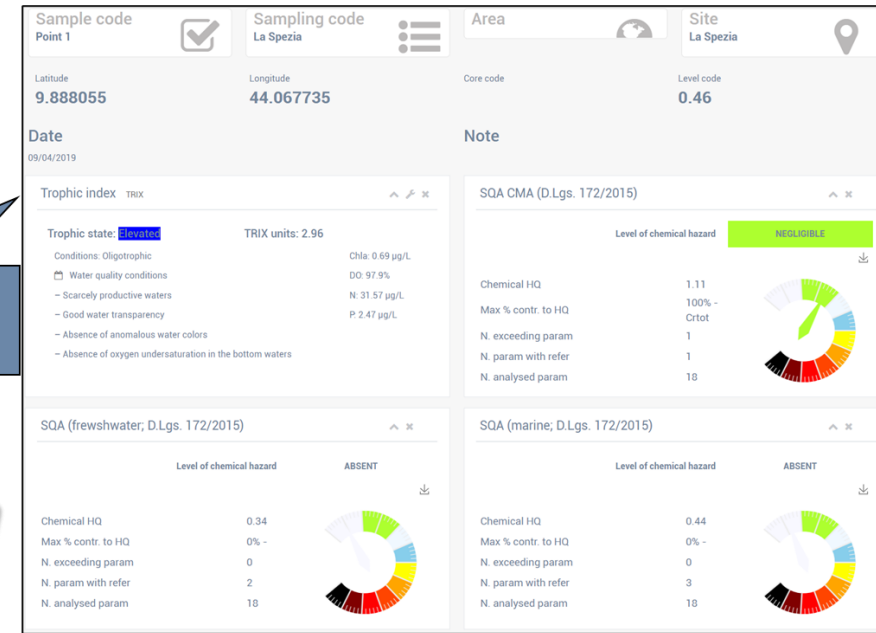 Sample code
Point 1
Sampling code
La Spezia
Area
Site
La Spezia
Latitude
9.888055
Longitude
44.067735
Core code
Level code
0.46
Date
09/04/2019
Note
Trophic index TRIX
Trophic state: Elevated TRIX units: 2.96
Conditions: Oligotrophic Chla: 0.69 µg/L
Water quality conditions DO: 97.9%
– Scarcely productive waters N: 31.57 µg/L
– Good water transparency P: 2.47 µg/L
– Absence of anomalous water colors
– Absence of oxygen undersaturation in the bottom waters
SQA CMA (D.Lgs. 172/2015)
Level of chemical hazard NEGLIGIBLE
Chemical HQ 1.11
Max % contr. to HQ 100% -
Crtot
N. exceeding param 1
N. param with refer 1
N. analysed param 18
SQA (frewshwater; D.Lgs. 172/2015)
Level of chemical hazard ABSENT
Chemical HQ 0.34
Max % contr. to HQ 0% -
N. exceeding param 0
N. param with refer 2
N. analysed param 18
SQA (marine; D.Lgs. 172/2015)
Level of chemical hazard ABSENT
Chemical HQ 0.44
Max % contr. to HQ 0% -
N. exceeding param 0
N. param with refer 3
N. analysed param 18